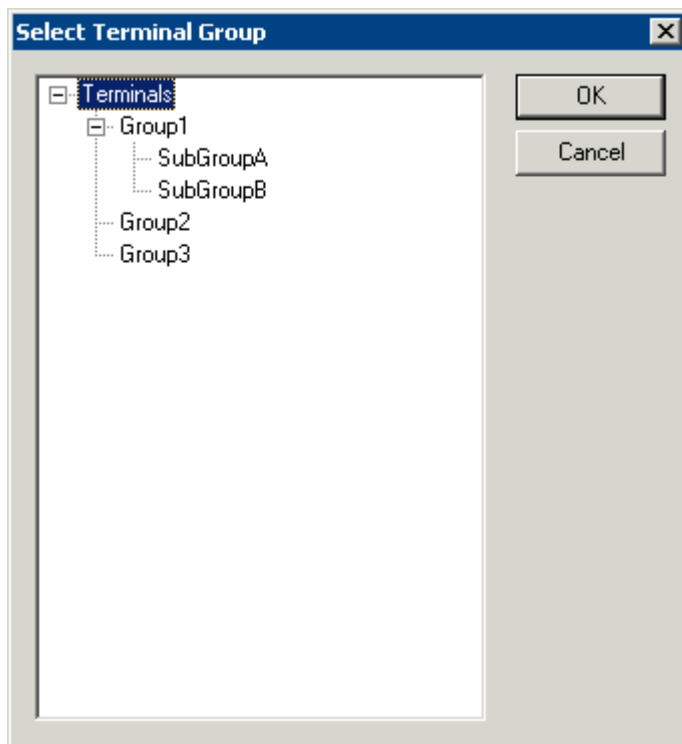 Select Terminal Group
Terminals
Group1
SubGroupA
SubGroupB
Group2
Group3
OK
Cancel